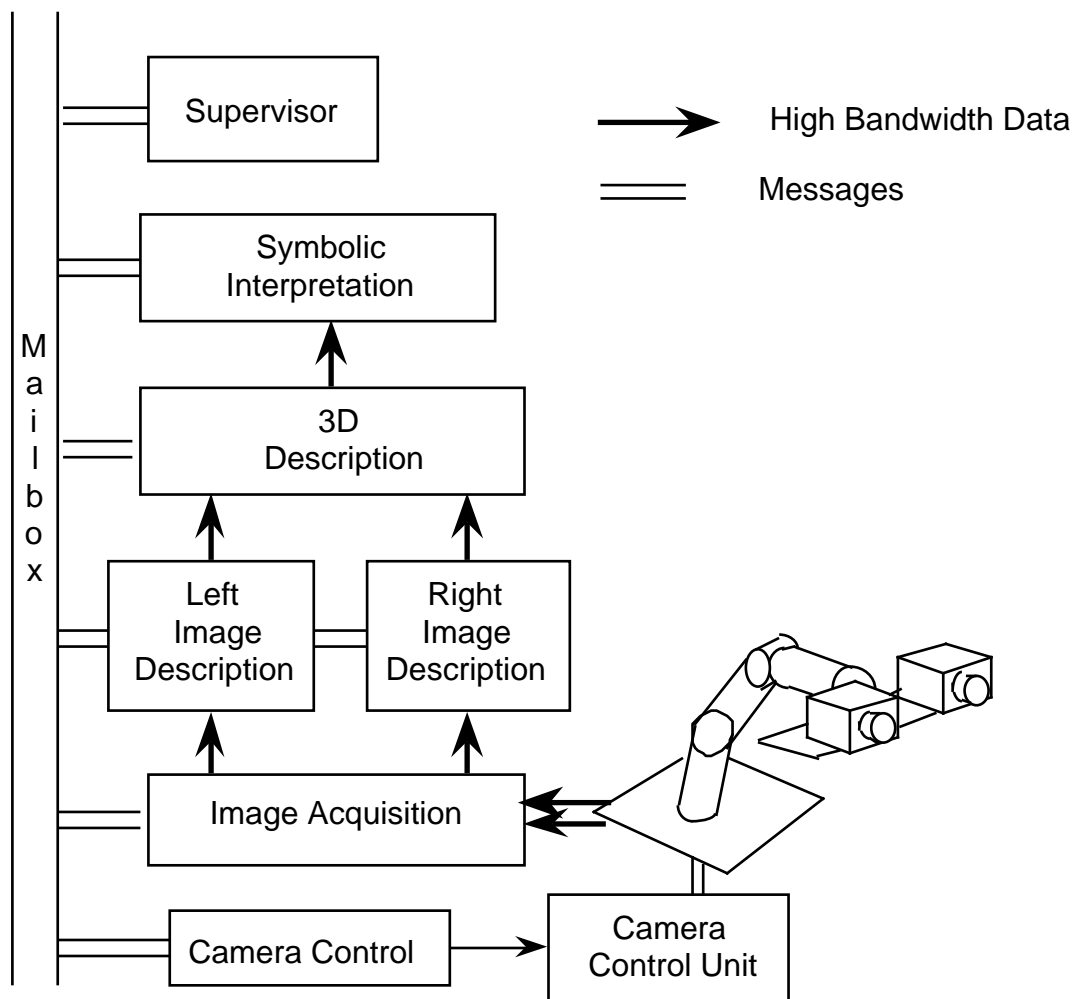 Supervisor
High Bandwidth Data
Messages
Symbolic
Interpretation
Mailbox
3D
Description
Left
Image
Description
Right
Image
Description
Image Acquisition
Camera Control
Camera
Control Unit